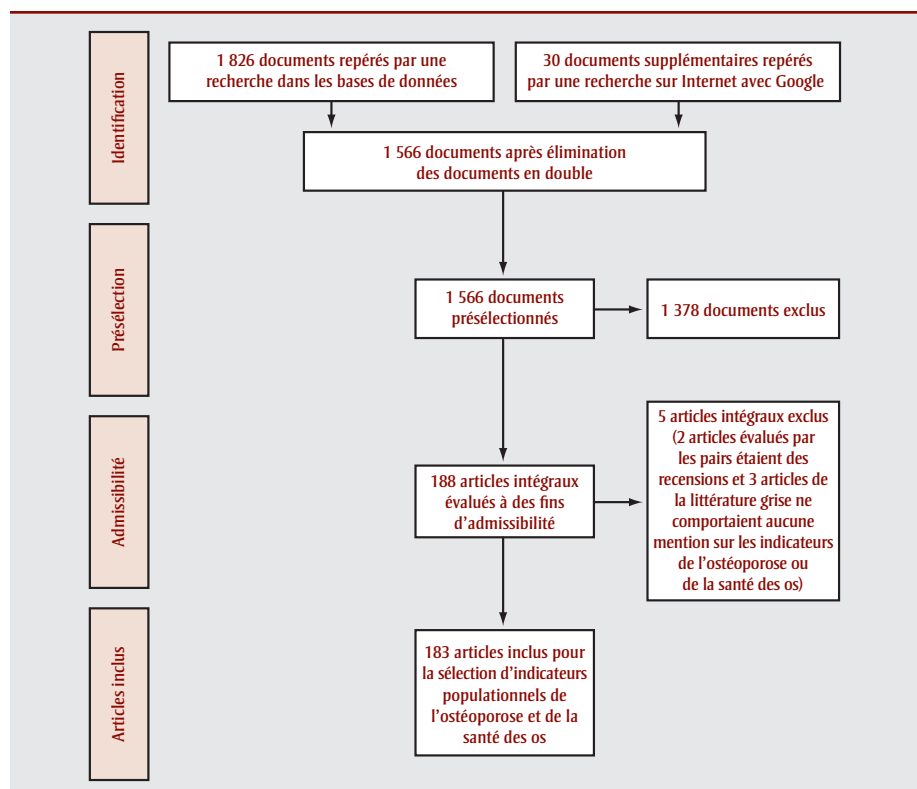 Identification
1 826 documents repérés par une
recherche dans les bases de données
30 documents supplémentaires repérés
par une recherche sur Internet avec Google
1 566 documents après élimination
des documents en double
Présélection
1 566 documents
présélectionnés
1 378 documents exclus
Admissibilité
188 articles intégraux
évalués à des fins
d'admissibilité
5 articles intégraux exclus
(2 articles évalués par
les pairs étaient des
recensions et 3 articles de
la littérature grise ne
comportaient aucune
mention sur les indicateurs
de l'ostéoporose ou
de la santé des os)
Articles inclus
183 articles inclus pour
la sélection d'indicateurs
populationnels de
l'ostéoporose et de la
santé des os